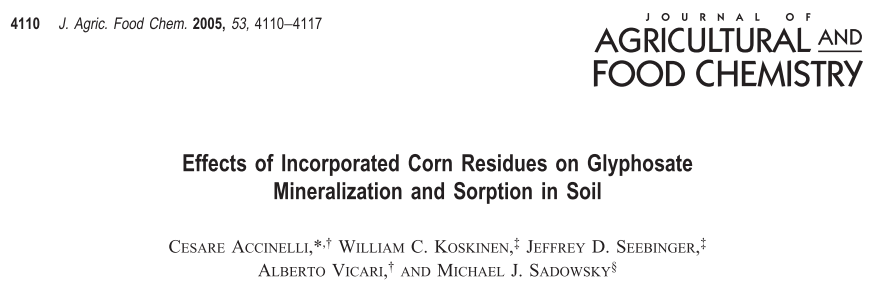 4110 J. Agric. Food Chem. 2005, 53, 4110–4117
JOURNAL OF
AGRICULTURAL AND
FOOD CHEMISTRY
Effects of Incorporated Corn Residues on Glyphosate
Mineralization and Sorption in Soil
CESARE ACCINELLI,*,† WILLIAM C. KOSKINEN,‡ JEFFREY D. SEEBINGER,‡
ALBERTO VICARI,† AND MICHAEL J. SADOWSKY§